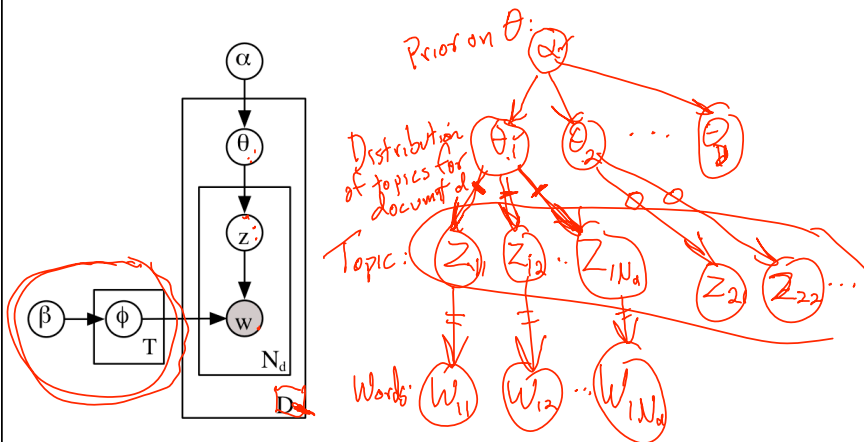 α
θ
z
β
ϕ
w
T
N_d
D
Prior on θ:
α
Distribution
of topics for
document d
θ_1
θ_2
...
θ_D
Topic:
Z_11
Z_12
..
Z_1N_d
Z_21
Z_22
...
Words:
W_11
W_12
...
W_1N_d